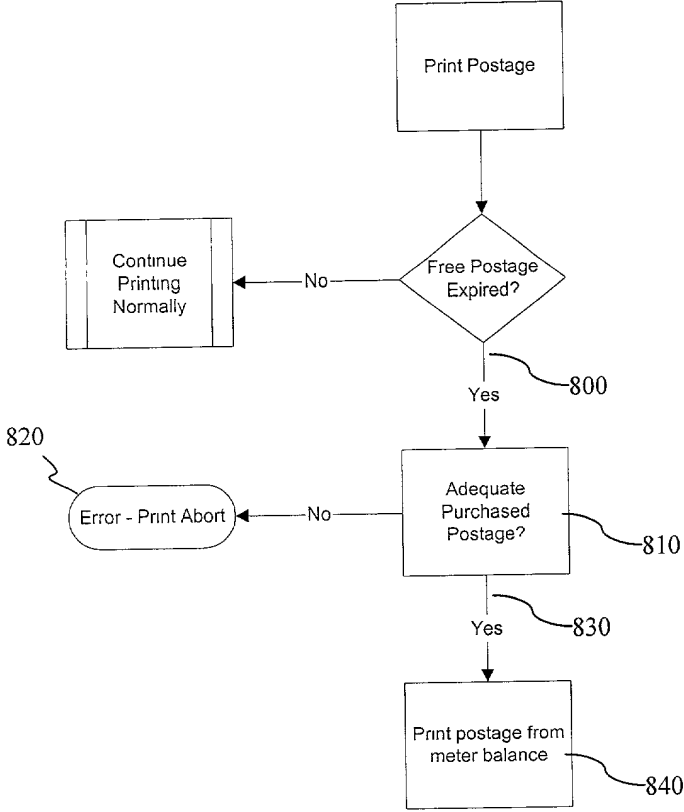 Print Postage
Free Postage
Expired?
No
Continue
Printing
Normally
800
Yes
820
Adequate
Purchased
Postage?
810
No
Error - Print Abort
830
Yes
Print postage from
meter balance
840